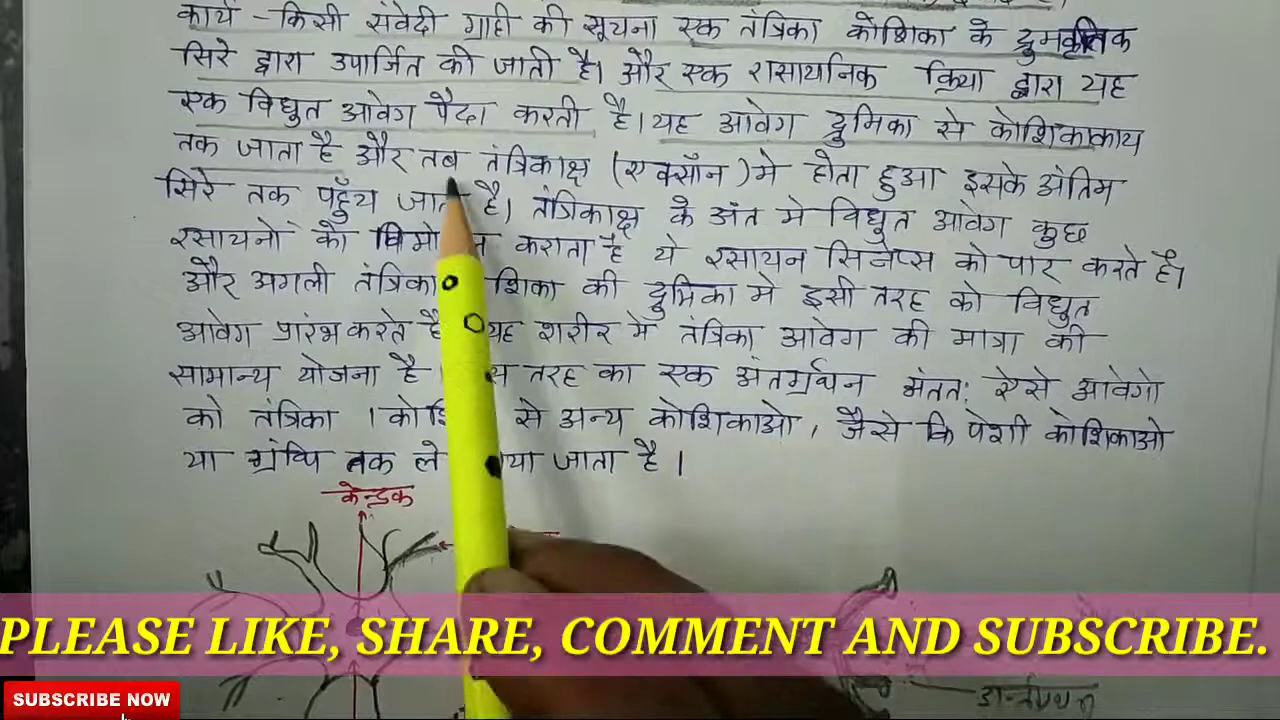 कार्य - किसी संवेदी ग्राही की सूचना एक तंत्रिका कोशिका के
सिरे द्वारा उपार्जित की जाती है। और एक रासायनिक क्रिया द्वारा यह
एक विधुत आवेग पैदा करती है। यह आवेग द्रुमिका से कोशिकाकाय
तक जाता है और तब तंत्रिकाक्ष (एक्सॉन) मे होता हुआ इसके अंतिम
सिरे तक पहुँच जाता है। तंत्रिकाक्ष के अंत मे विधुत आवेग कुछ
रसायनों का कराता है ये रसायन सिनेप्स को पार करते है।
और अगली तंत्रिका शिका की द्रुमिका मे इसी तरह को विधुत
आवेग प्रारंभ करते है यह शरीर में तंत्रिका आवेग की मात्रा की
सामान्य योजना है। स तरह का एक अंतर्ग्रथन अंततः ऐसे आवेगो
को तंत्रिका । कोशि से अन्य कोशिकाओ, जैसे कि पेशी कोशिकाओ
या ग्रंथि तक ले या जाता है।
केन्द्रक
PLEASE LIKE, SHARE, COMMENT AND SUBSCRIBE.
SUBSCRIBE NOW